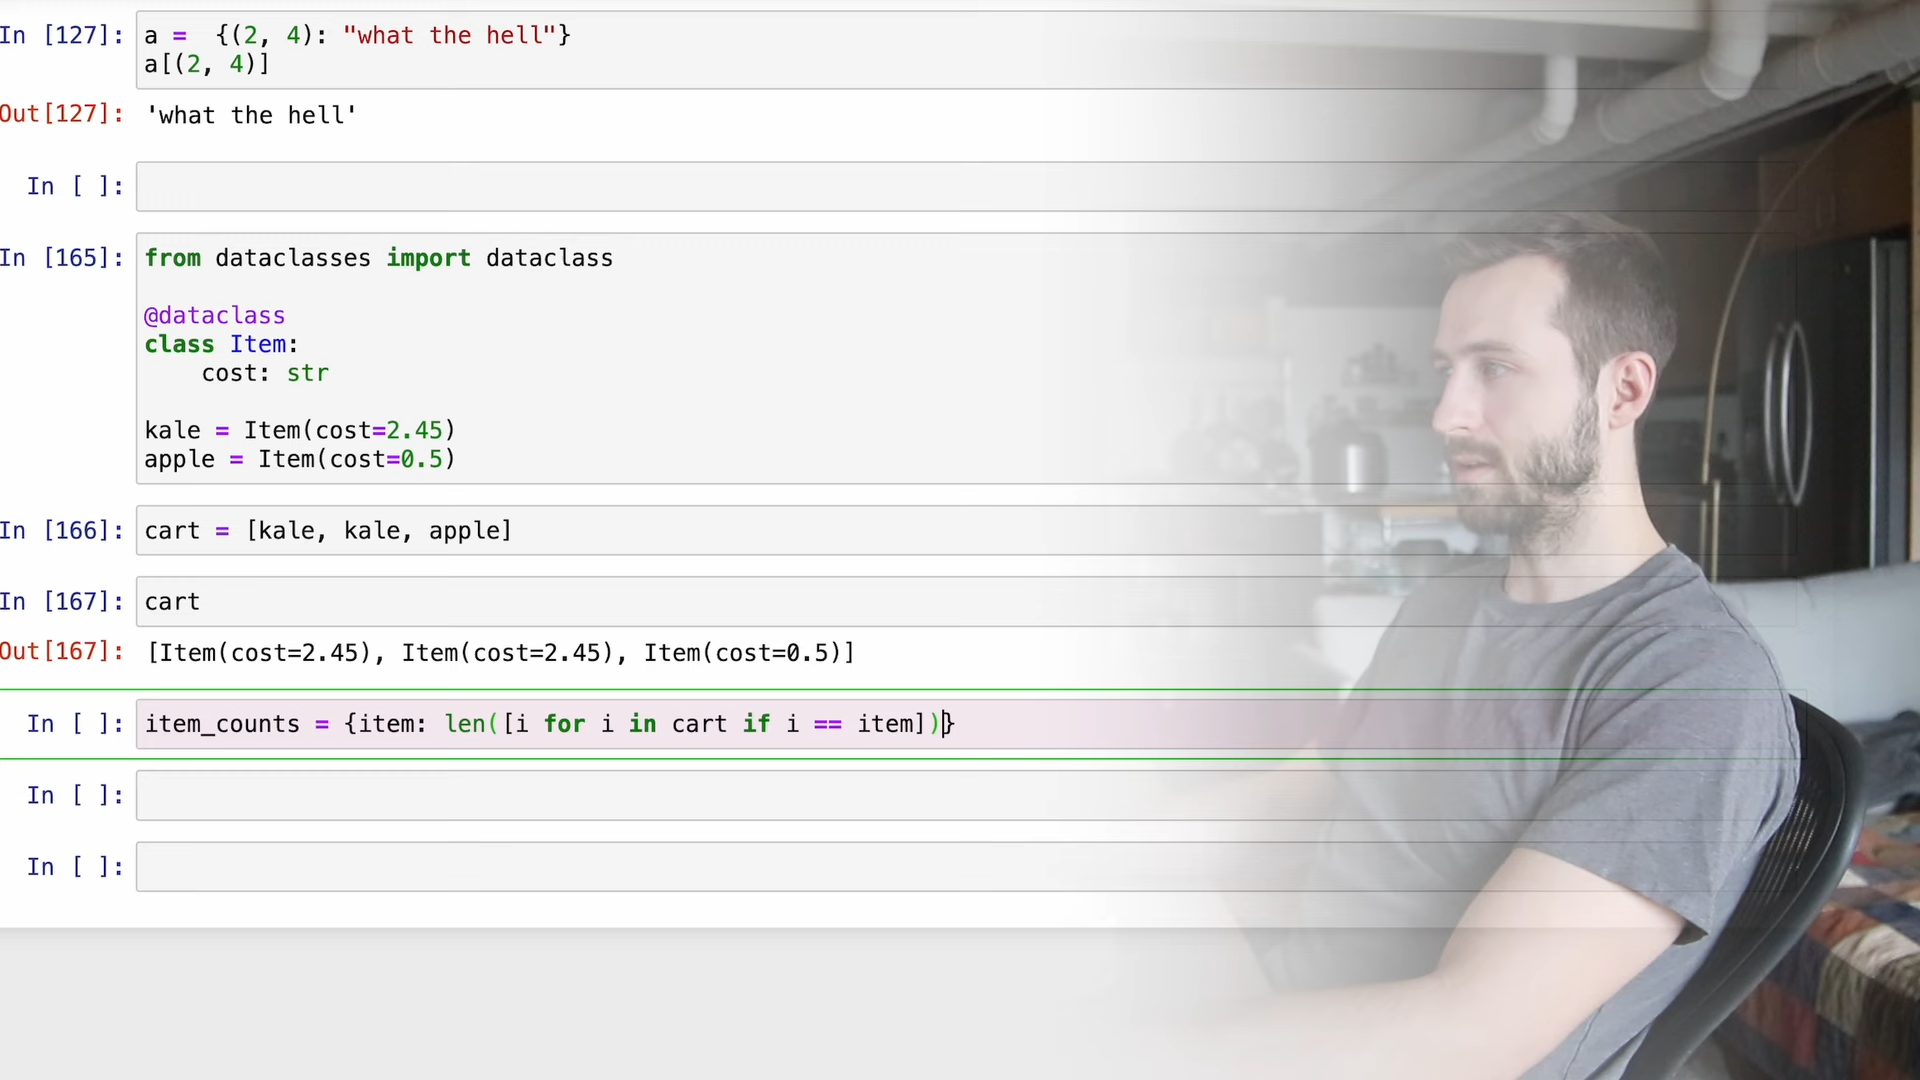 In [127]: a =  {(2, 4): "what the hell"}
a[(2, 4)]
Out[127]: 'what the hell'
In [ ]:
In [165]: from dataclasses import dataclass
@dataclass
class Item:
    cost: str
kale = Item(cost=2.45)
apple = Item(cost=0.5)
In [166]: cart = [kale, kale, apple]
In [167]: cart
Out[167]: [Item(cost=2.45), Item(cost=2.45), Item(cost=0.5)]
In [ ]: item_counts = {item: len([i for i in cart if i == item])}
In [ ]:
In [ ]: